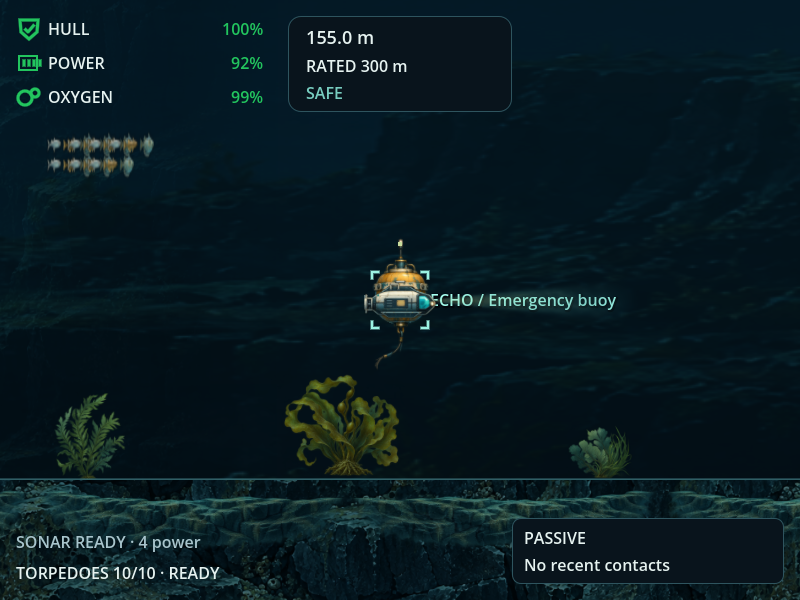 HULL 100%
POWER 92%
OXYGEN 99%
155.0 m
RATED 300 m
SAFE
ECHO / Emergency buoy
SONAR READY · 4 power
TORPEDOES 10/10 · READY
PASSIVE
No recent contacts